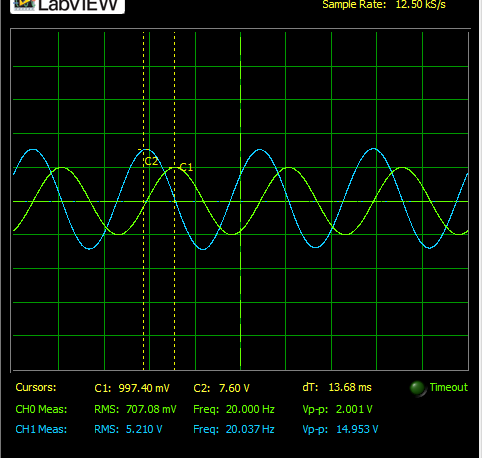 LabVIEW
Sample Rate: 12.50 kS/s
C2
C1
Cursors: C1: 997.40 mV C2: 7.60 V dT: 13.68 ms Timeout
CH0 Meas: RMS: 707.08 mV Freq: 20.000 Hz Vp-p: 2.001 V
CH1 Meas: RMS: 5.210 V Freq: 20.037 Hz Vp-p: 14.953 V